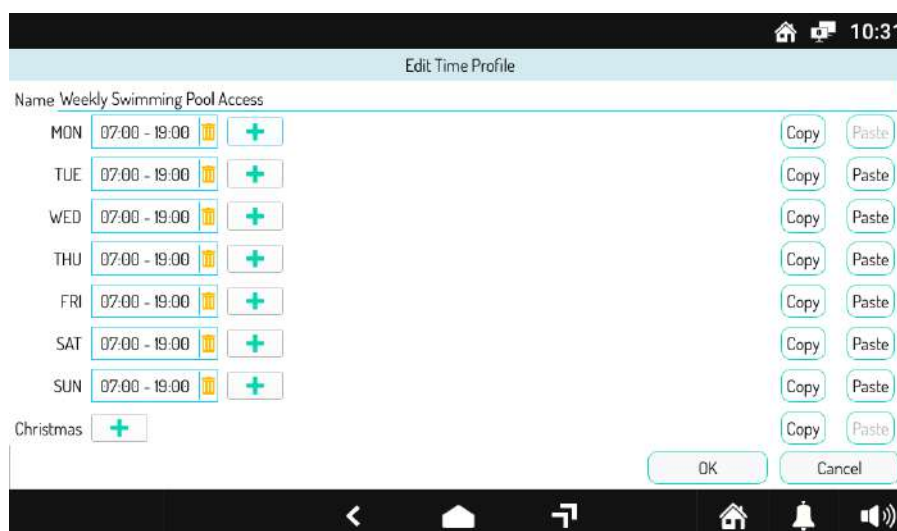 10:31
Edit Time Profile
Name Weekly Swimming Pool Access
MON 07:00 - 19:00 Copy Paste
TUE 07:00 - 19:00 Copy Paste
WED 07:00 - 19:00 Copy Paste
THU 07:00 - 19:00 Copy Paste
FRI 07:00 - 19:00 Copy Paste
SAT 07:00 - 19:00 Copy Paste
SUN 07:00 - 19:00 Copy Paste
Christmas Copy Paste
OK Cancel